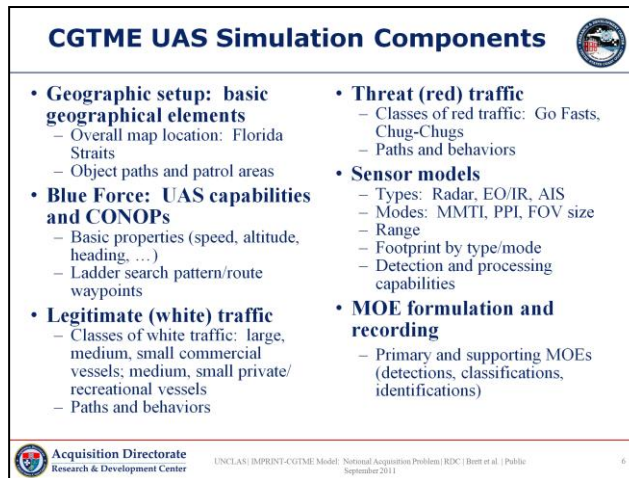 CGTME UAS Simulation Components
• Geographic setup: basic
geographical elements
– Overall map location: Florida
Straits
– Object paths and patrol areas
• Blue Force: UAS capabilities
and CONOPs
– Basic properties (speed, altitude,
heading, …)
– Ladder search pattern/route
waypoints
• Legitimate (white) traffic
– Classes of white traffic: large,
medium, small commercial
vessels; medium, small private/
recreational vessels
– Paths and behaviors
• Threat (red) traffic
– Classes of red traffic: Go Fasts,
Chug-Chugs
– Paths and behaviors
• Sensor models
– Types: Radar, EO/IR, AIS
– Modes: MMTI, PPI, FOV size
– Range
– Footprint by type/mode
– Detection and processing
capabilities
• MOE formulation and
recording
– Primary and supporting MOEs
(detections, classifications,
identifications)
Acquisition Directorate
Research & Development Center
UNCLAS | IMPRINT-CGTME Model: Notional Acquisition Problem | RDC | Brett et al. | Public
September 2011
6